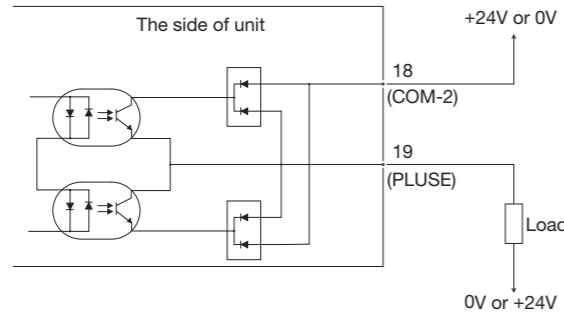 The side of unit
+24V or 0V
18
(COM-2)
19
(PLUSE)
Load
0V or +24V